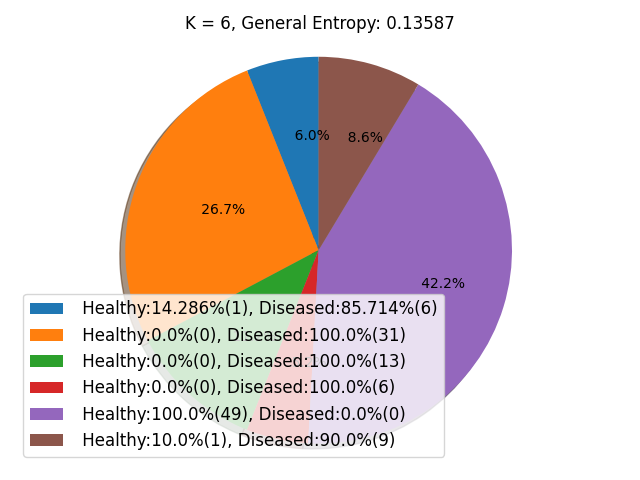 K = 6, General Entropy: 0.13587
6.0%
8.6%
26.7%
42.2%
Healthy:14.286%(1), Diseased:85.714%(6)
Healthy:0.0%(0), Diseased:100.0%(31)
Healthy:0.0%(0), Diseased:100.0%(13)
Healthy:0.0%(0), Diseased:100.0%(6)
Healthy:100.0%(49), Diseased:0.0%(0)
Healthy:10.0%(1), Diseased:90.0%(9)